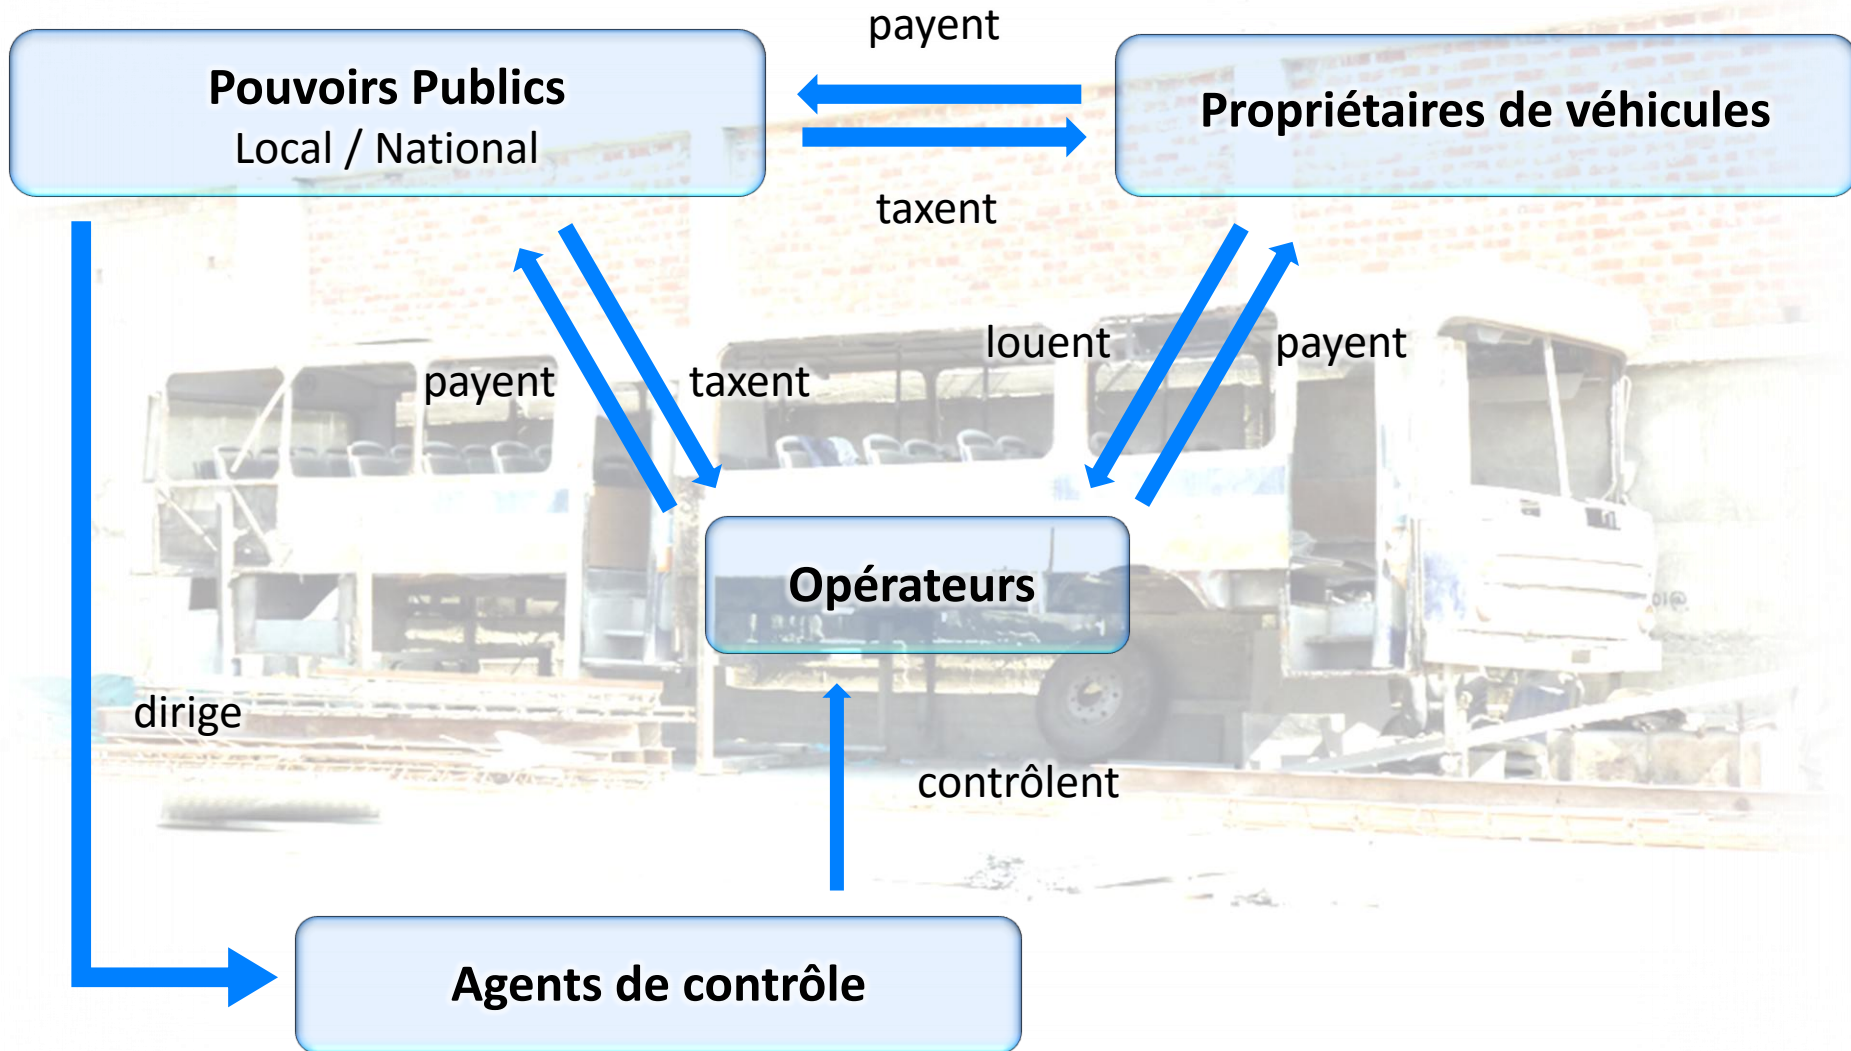 payent
Pouvoirs Publics
Local / National
Propriétaires de véhicules
taxent
louent
payent
payent
taxent
Opérateurs
dirige
contrôlent
Agents de contrôle